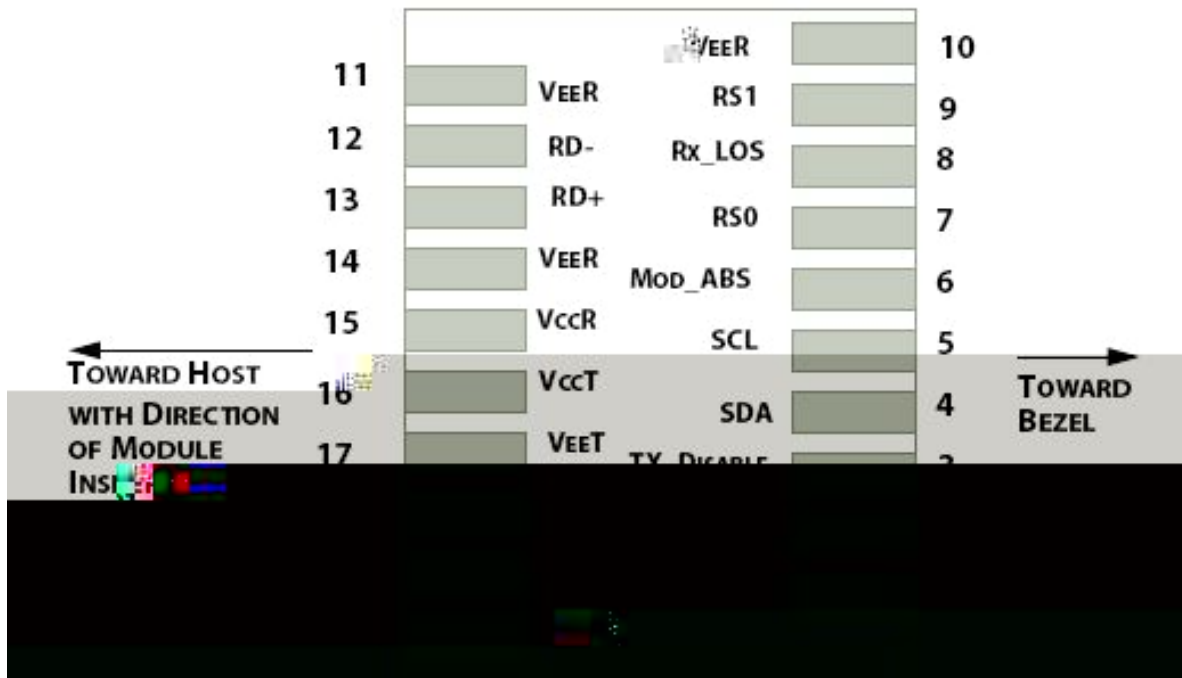 VEER 10
11 VEER RS1 9
12 RD- Rx_LOS 8
13 RD+ RS0 7
14 VEER MOD_ABS 6
15 VCCR SCL 5
TOWARD HOST
WITH DIRECTION
OF MODULE
16 VCCT SDA 4
TOWARD
BEZEL
17 VEET TX_DISABLE